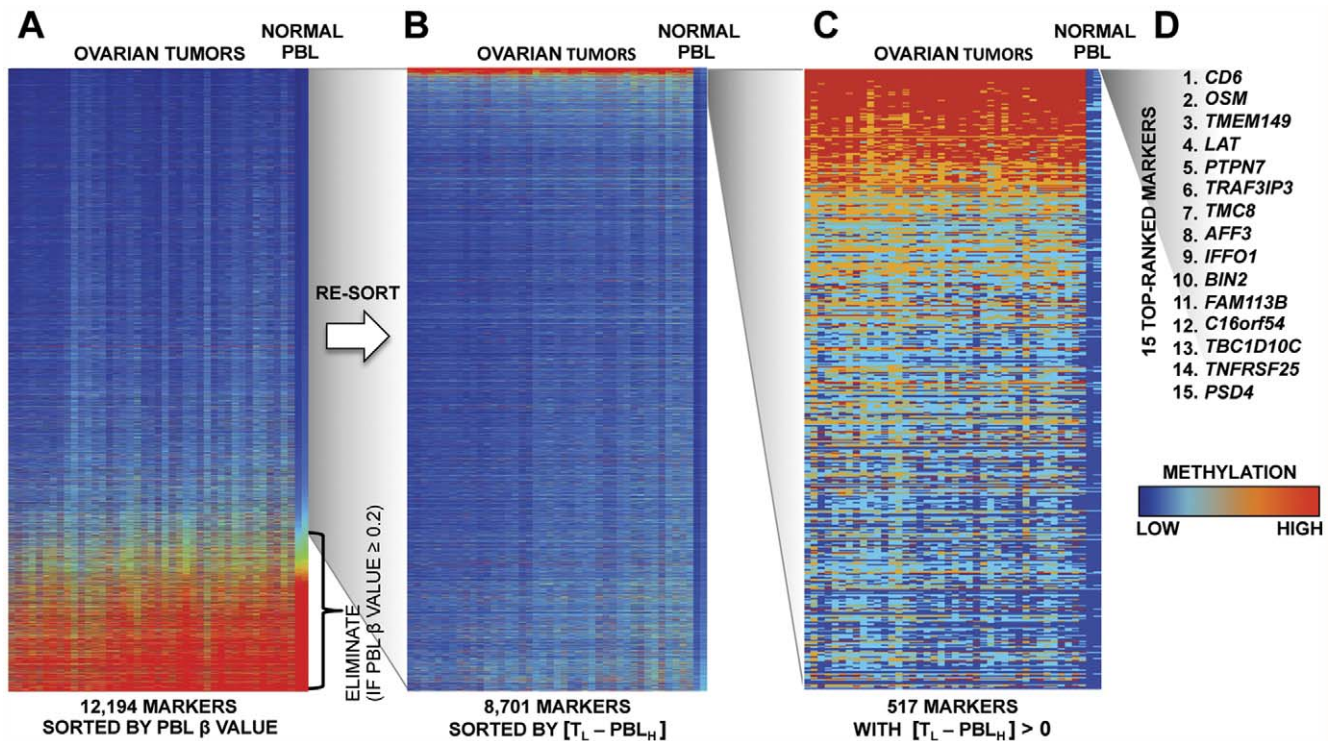 A
OVARIAN TUMORS
NORMAL
PBL
B
OVARIAN TUMORS
NORMAL
PBL
C
OVARIAN TUMORS
NORMAL
PBL
D
RE-SORT
ELIMINATE
(IF PBL β VALUE ≥ 0.2)
12,194 MARKERS
SORTED BY PBL β VALUE
8,701 MARKERS
SORTED BY [T_L – PBL_H]
517 MARKERS
WITH [T_L – PBL_H] > 0
15 TOP-RANKED MARKERS
1. CD6
2. OSM
3. TMEM149
4. LAT
5. PTPN7
6. TRAF3IP3
7. TMC8
8. AFF3
9. IFFO1
10. BIN2
11. FAM113B
12. C16orf54
13. TBC1D10C
14. TNFRSF25
15. PSD4
METHYLATION
LOW HIGH